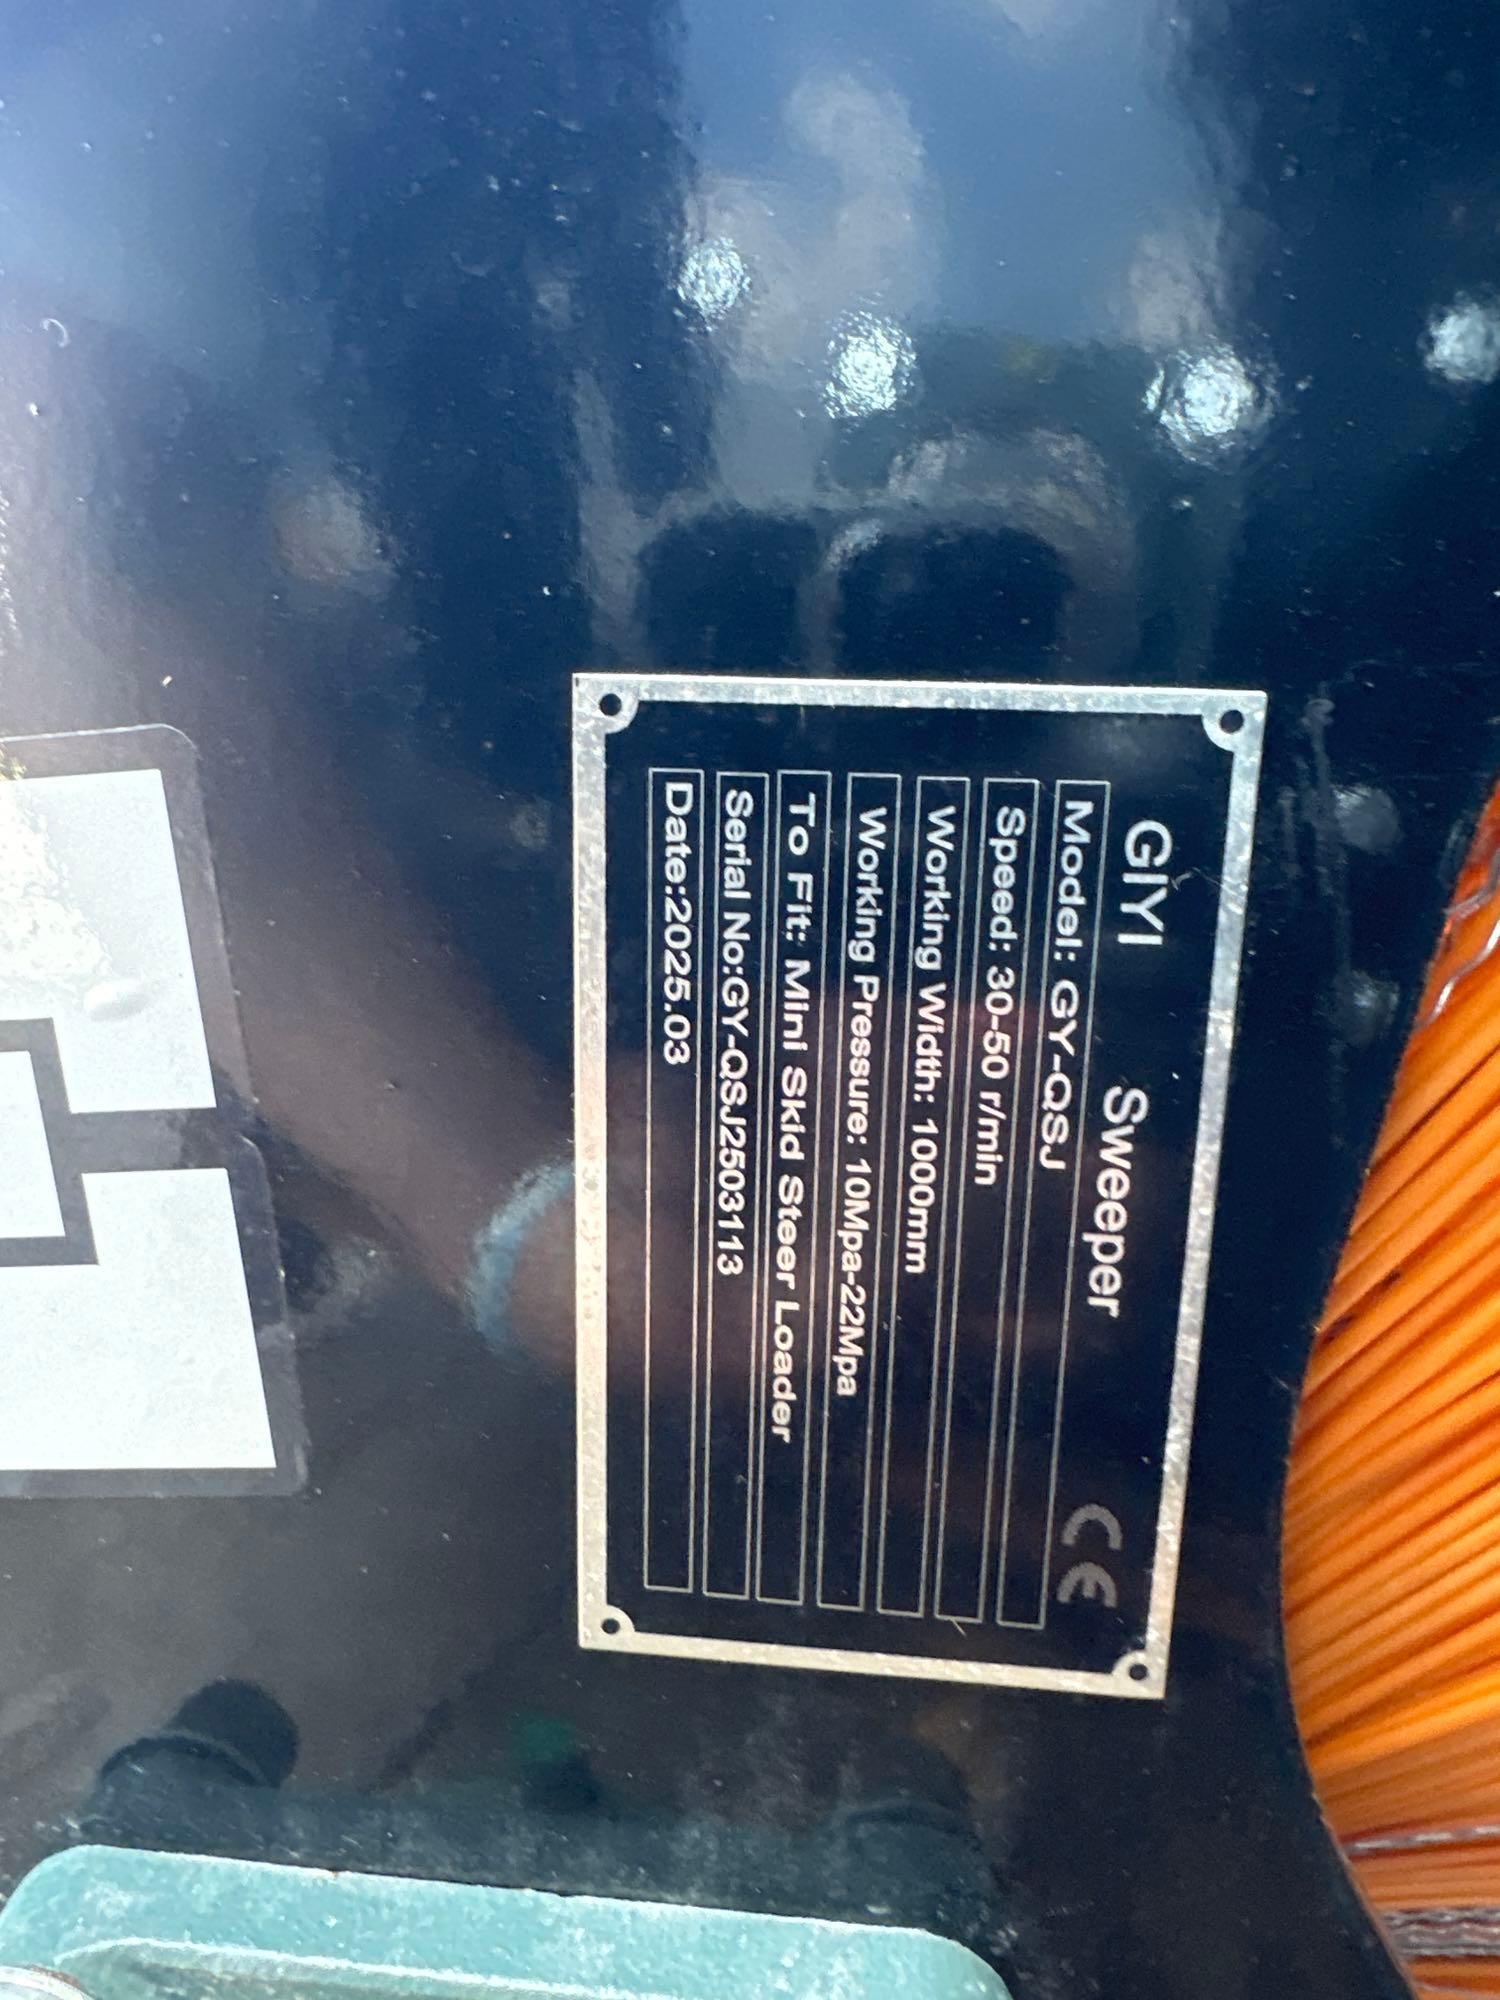 GIYI Sweeper CE
Model: GY-QSJ
Speed: 30-50 r/min
Working Width: 1000mm
Working Pressure: 10Mpa-22Mpa
To Fit: Mini Skid Steer Loader
Serial No:GY-QSJ2503113
Date:2025.03